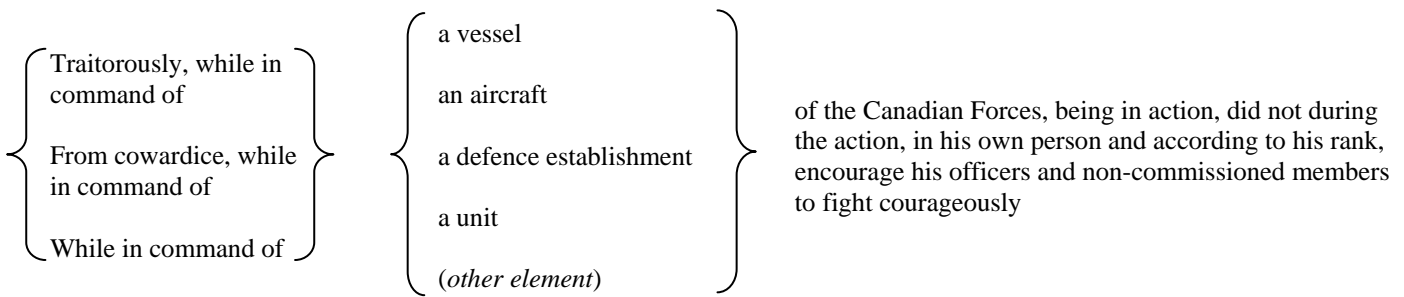 Traitorously, while in
command of
From cowardice, while
in command of
While in command of
a vessel
an aircraft
a defence establishment
a unit
(other element)
of the Canadian Forces, being in action, did not during
the action, in his own person and according to his rank,
encourage his officers and non-commissioned members
to fight courageously